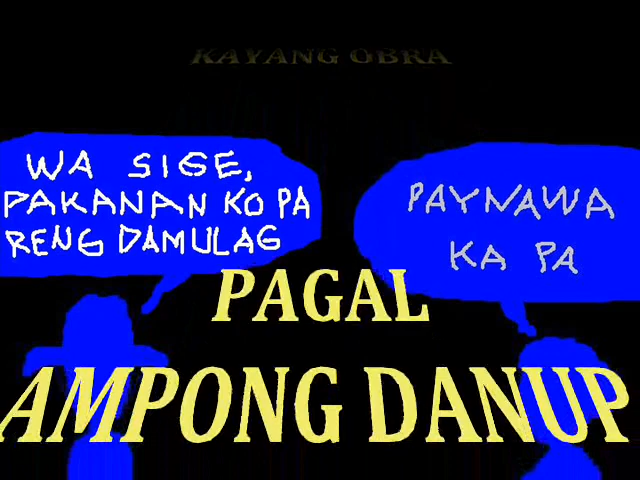 KAYANG OBRA
WA SIGE,
PAKANAN KO PA
RENG DAMULAG
PAYNAWA
KA PA
PAGAL
AMPONG DANUP